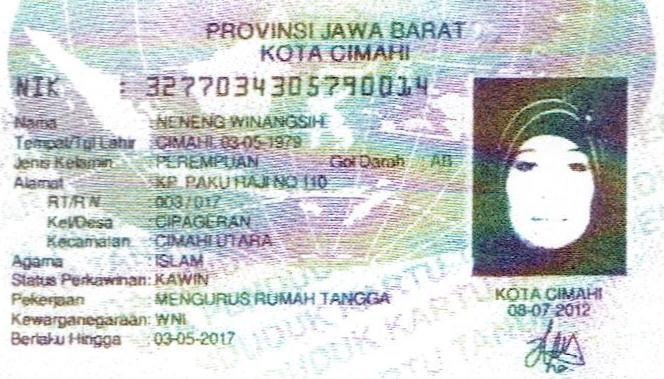 PROVINSI JAWA BARAT
KOTA CIMAHI
NIK : 3277034305790014
Nama : NENENG WINANGSIH
Tempat/Tgl Lahir : CIMAHI, 03-05-1979
Jenis Kelamin : PEREMPUAN Gol Darah : AB
Alamat : KP. PAKU HAJI NO 110
RT/RW : 003/017
Kel/Desa : CIPAGERAN
Kecamatan : CIMAHI UTARA
Agama : ISLAM
Status Perkawinan: KAWIN
Pekerjaan : MENGURUS RUMAH TANGGA
Kewarganegaraan: WNI
Berlaku Hingga : 03-05-2017
KOTA CIMAHI
08-07-2012